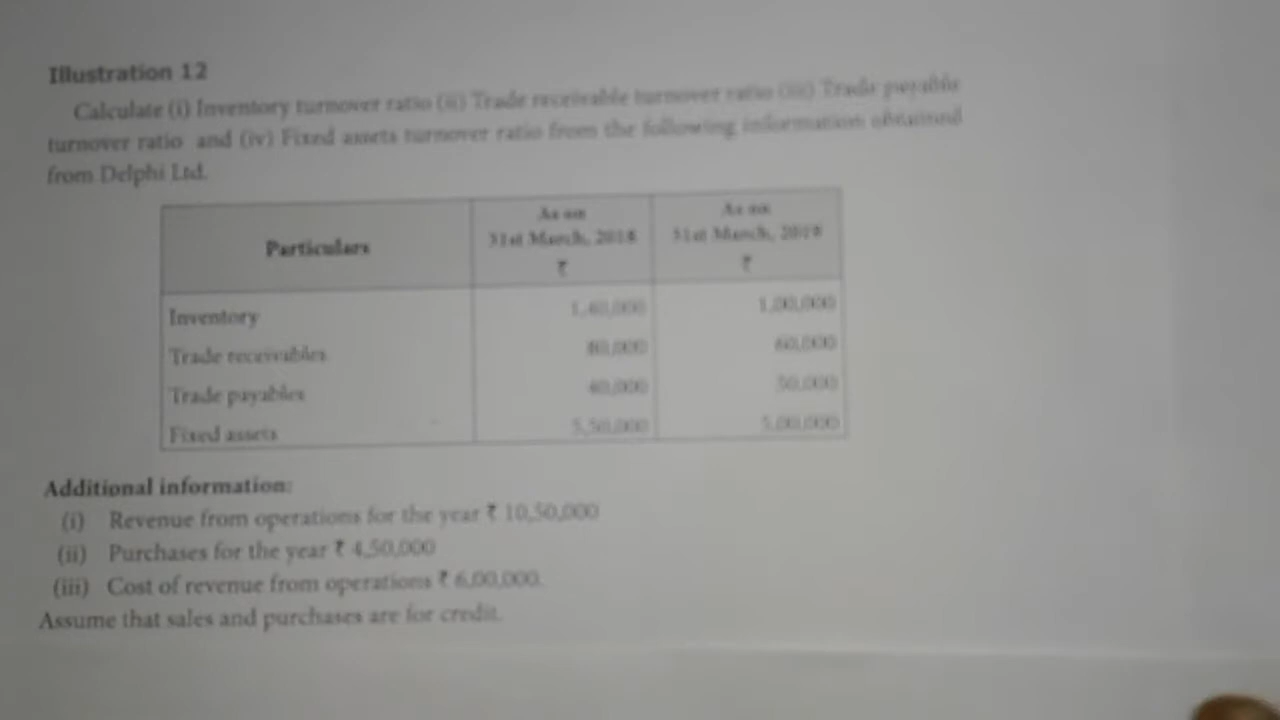 Illustration 12
Calculate (i) Inventory turnover ratio (ii) Trade receivable turnover ratio (iii) Trade payable
turnover ratio and (iv) Fixed assets turnover ratio from the following information obtained
from Delphi Ltd.
Particulars
As on
31st March, 2018
₹
As on
31st March, 2019
₹
Inventory 1,40,000 1,00,000
Trade receivables 80,000 60,000
Trade payables 40,000 50,000
Fixed assets 5,50,000 5,00,000
Additional information:
(i) Revenue from operations for the year ₹ 10,50,000
(ii) Purchases for the year ₹ 4,50,000
(iii) Cost of revenue from operations ₹ 6,00,000.
Assume that sales and purchases are for credit.